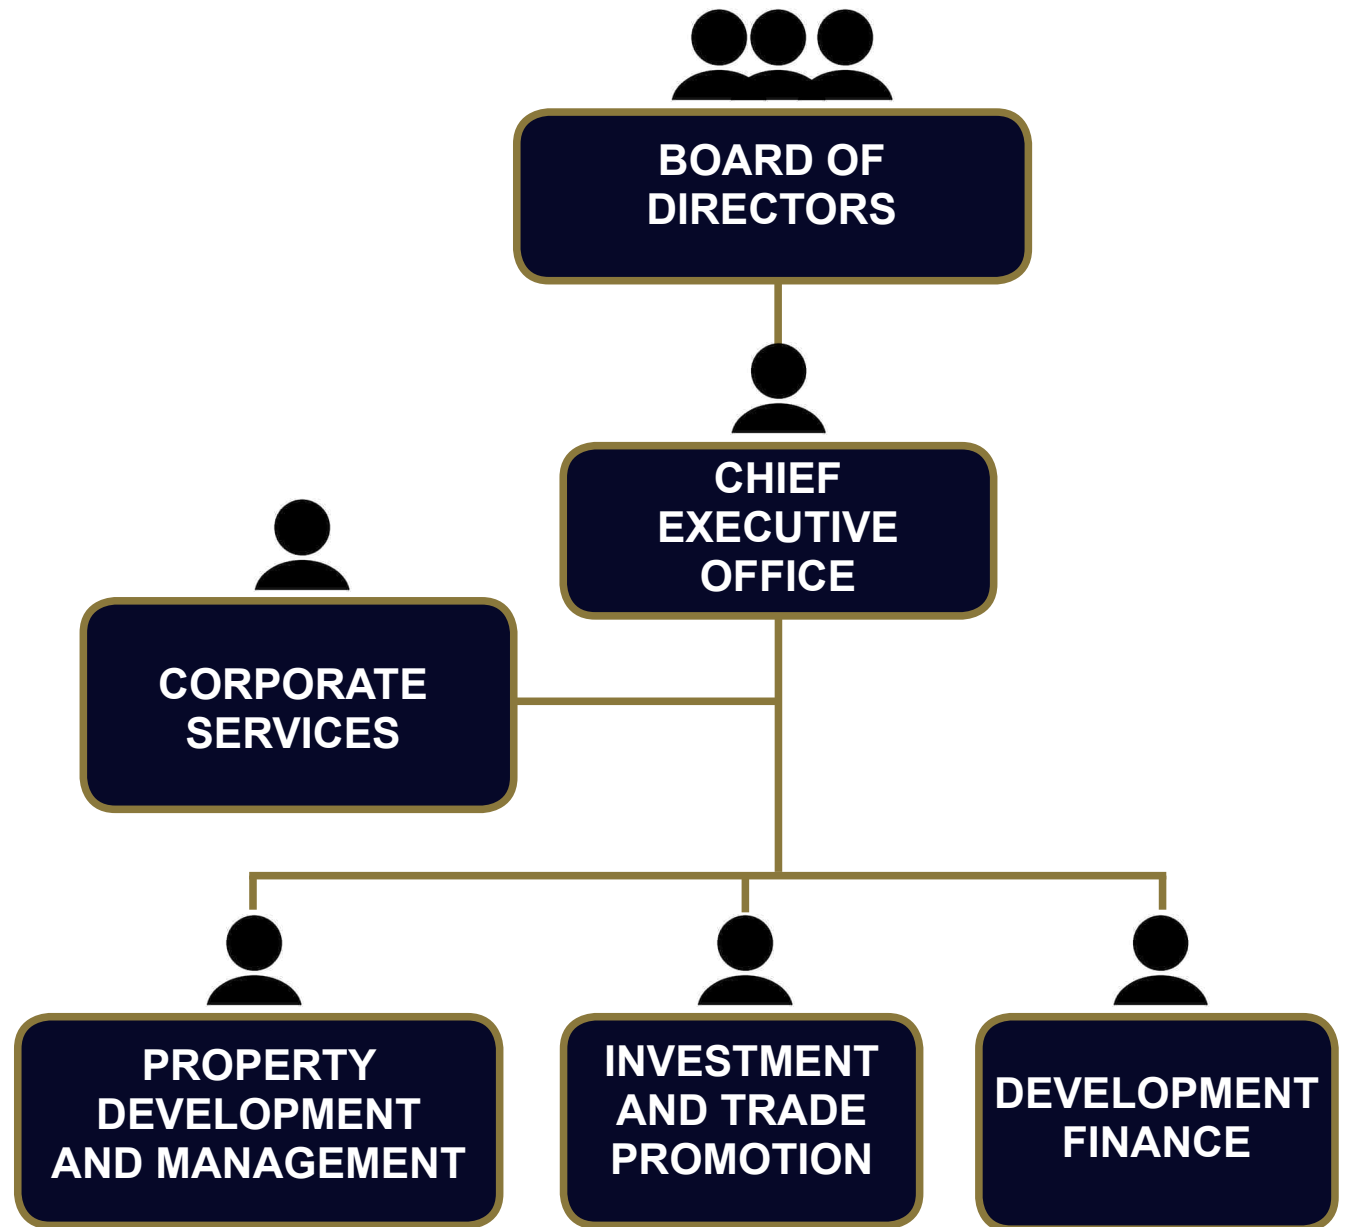 BOARD OF
DIRECTORS
CHIEF
EXECUTIVE
OFFICE
CORPORATE
SERVICES
PROPERTY
DEVELOPMENT
AND MANAGEMENT
INVESTMENT
AND TRADE
PROMOTION
DEVELOPMENT
FINANCE